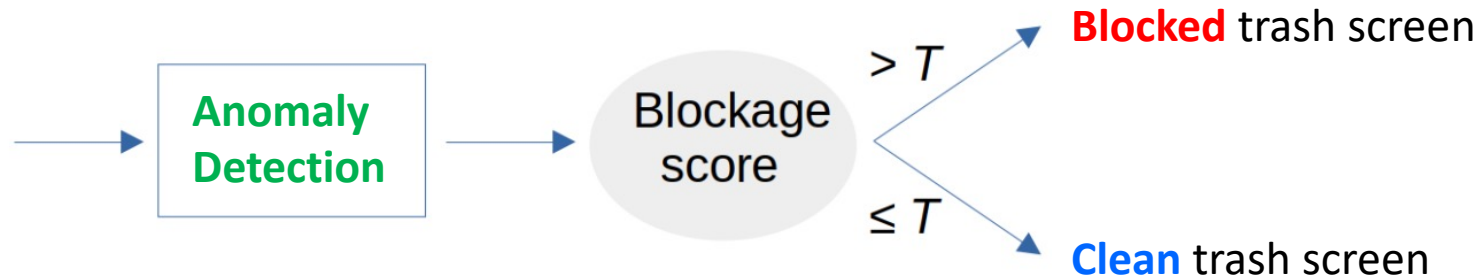 Anomaly
Detection
Blockage
score
> T
≤ T
Blocked trash screen
Clean trash screen